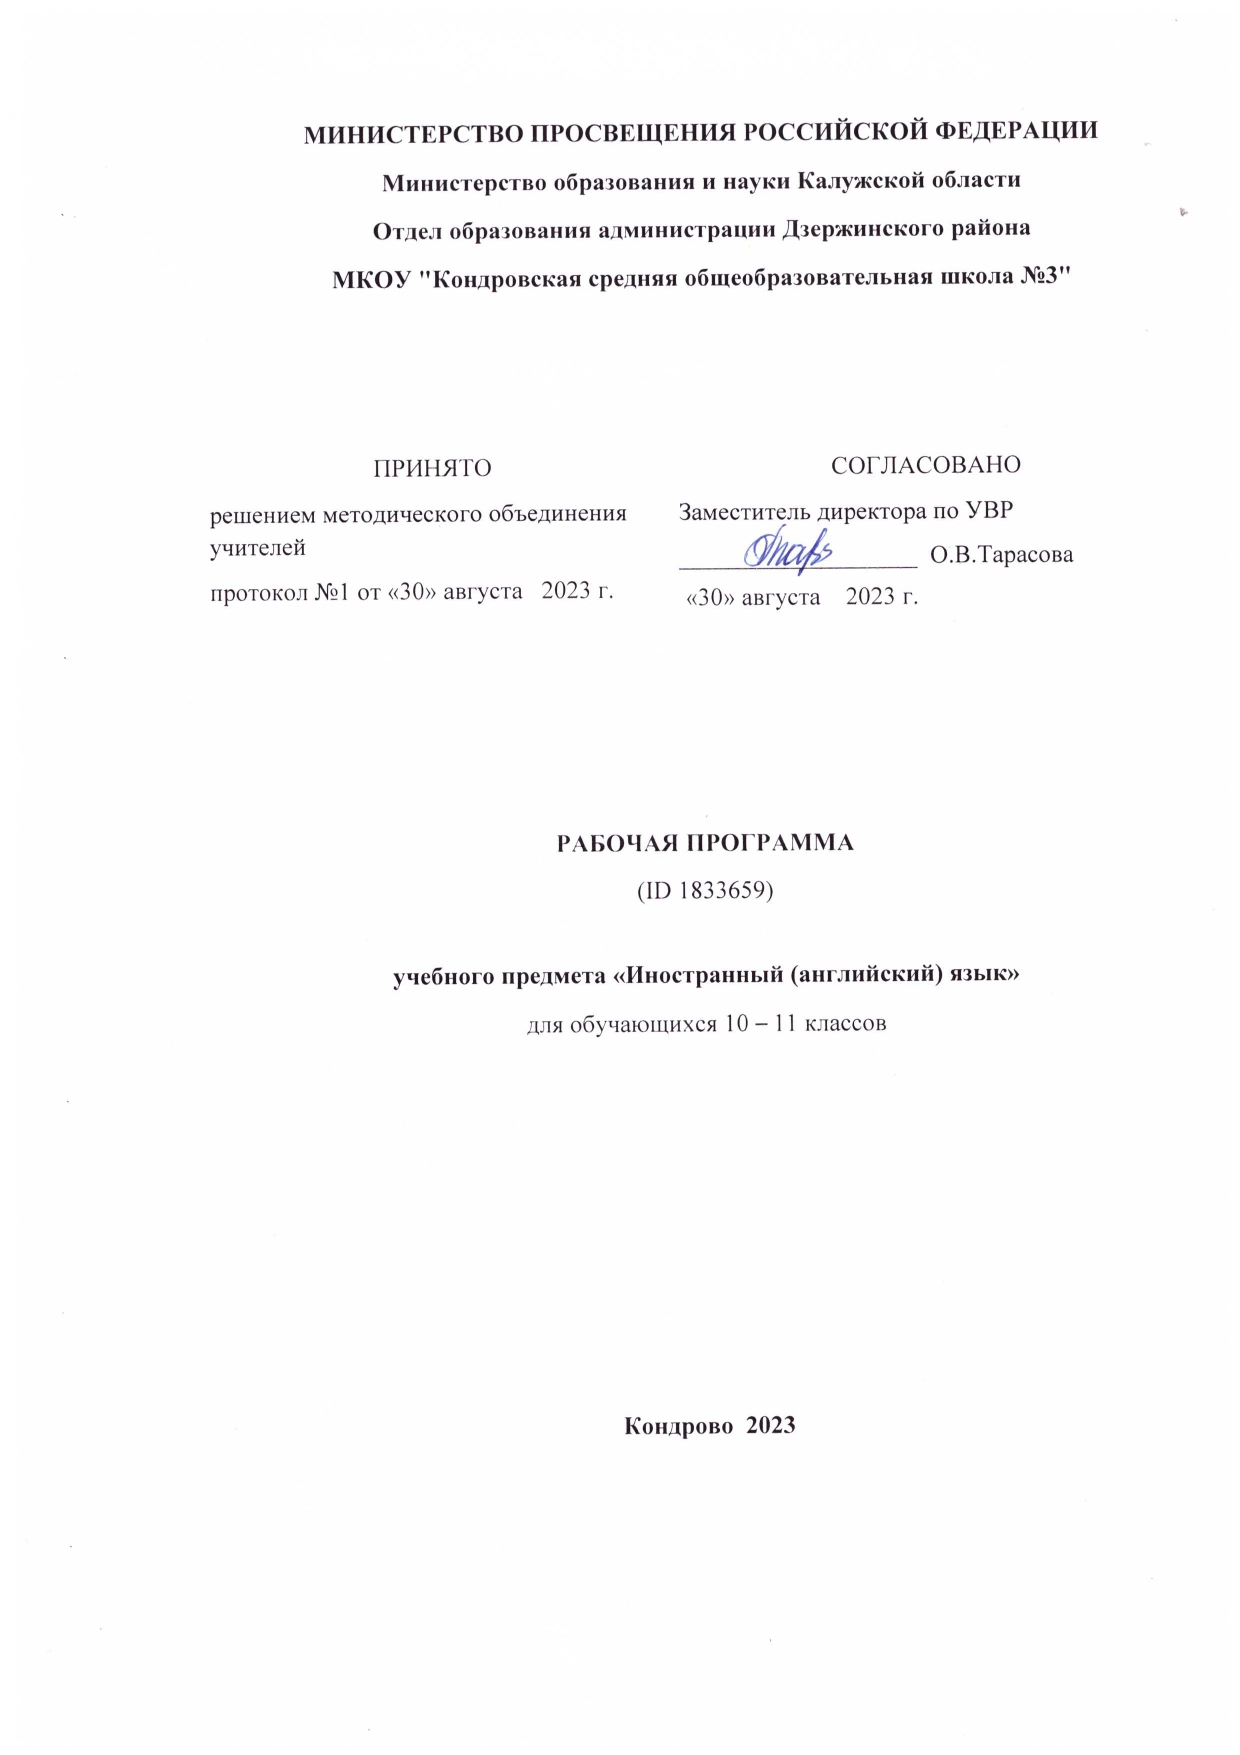 МИНИСТЕРСТВО ПРОСВЕЩЕНИЯ РОССИЙСКОЙ ФЕДЕРАЦИИ
Министерство образования и науки Калужской области
Отдел образования администрации Дзержинского района
МКОУ "Кондровская средняя общеобразовательная школа №3"
ПРИНЯТО
решением методического объединения
учителей
протокол №1 от «30» августа 2023 г.
СОГЛАСОВАНО
Заместитель директора по УВР
О.В.Тарасова
«30» августа 2023 г.
РАБОЧАЯ ПРОГРАММА
(ID 1833659)
учебного предмета «Иностранный (английский) язык»
для обучающихся 10 – 11 классов
Кондрово 2023